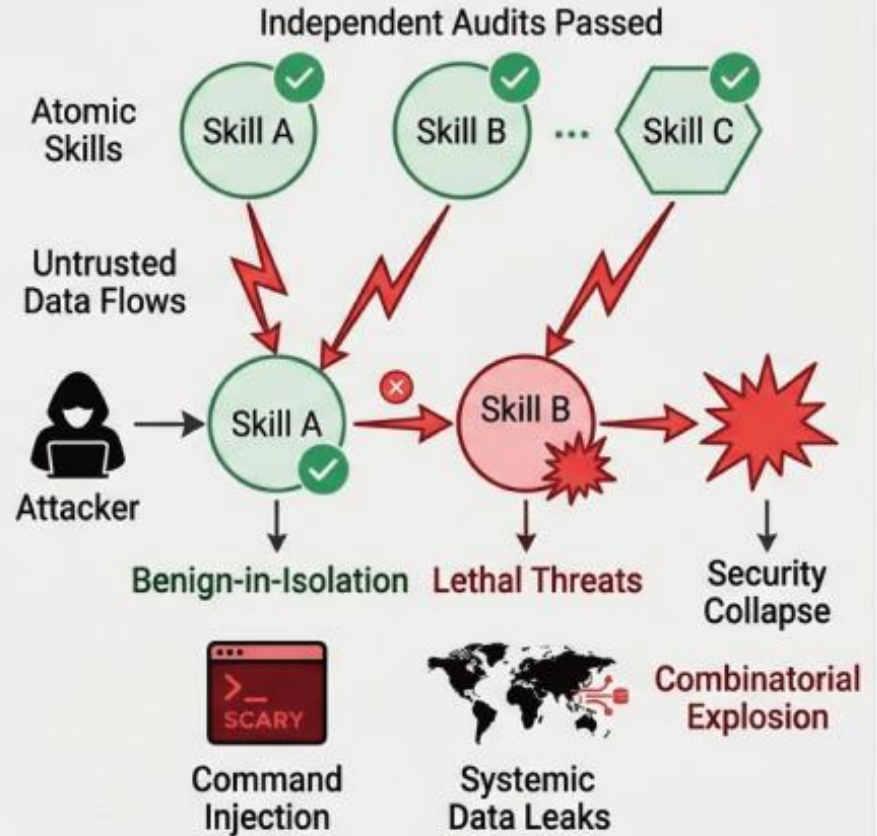 Independent Audits Passed
Atomic
Skills
Skill A
Skill B
...
Skill C
Untrusted
Data Flows
Attacker
Skill A
Skill B
Benign-in-Isolation
Lethal Threats
Security
Collapse
>_
SCARY
Combinatorial
Explosion
Command
Injection
Systemic
Data Leaks